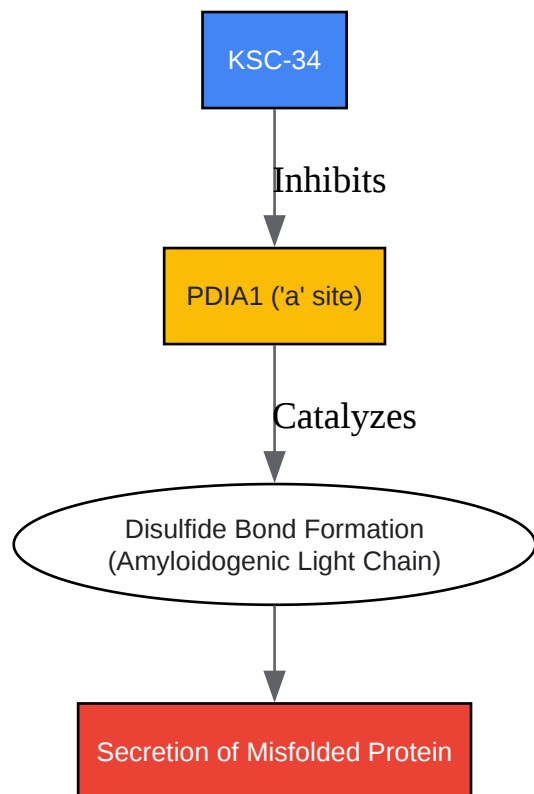 KSC-34
Inhibits
PDIA1 ('a' site)
Catalyzes
Disulfide Bond Formation
(Amyloidogenic Light Chain)
Secretion of Misfolded Protein